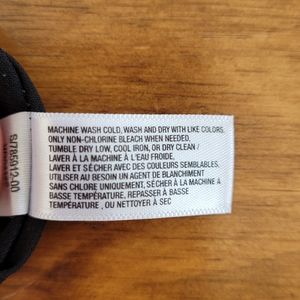 MACHINE WASH COLD, WASH AND DRY WITH LIKE COLORS,
ONLY NON-CHLORINE BLEACH WHEN NEEDED,
TUMBLE DRY LOW, COOL IRON, OR DRY CLEAN /
LAVER À LA MACHINE À L'EAU FROIDE.
LAVER ET SÉCHER AVEC DES COULEURS SEMBLABLES,
UTILISER AU BESOIN UN AGENT DE BLANCHIMENT
SANS CHLORE UNIQUEMENT, SÉCHER À LA MACHINE À
BASSE TEMPÉRATURE. REPASSER À BASSE
TEMPÉRATURE , OU NETTOYER À SEC